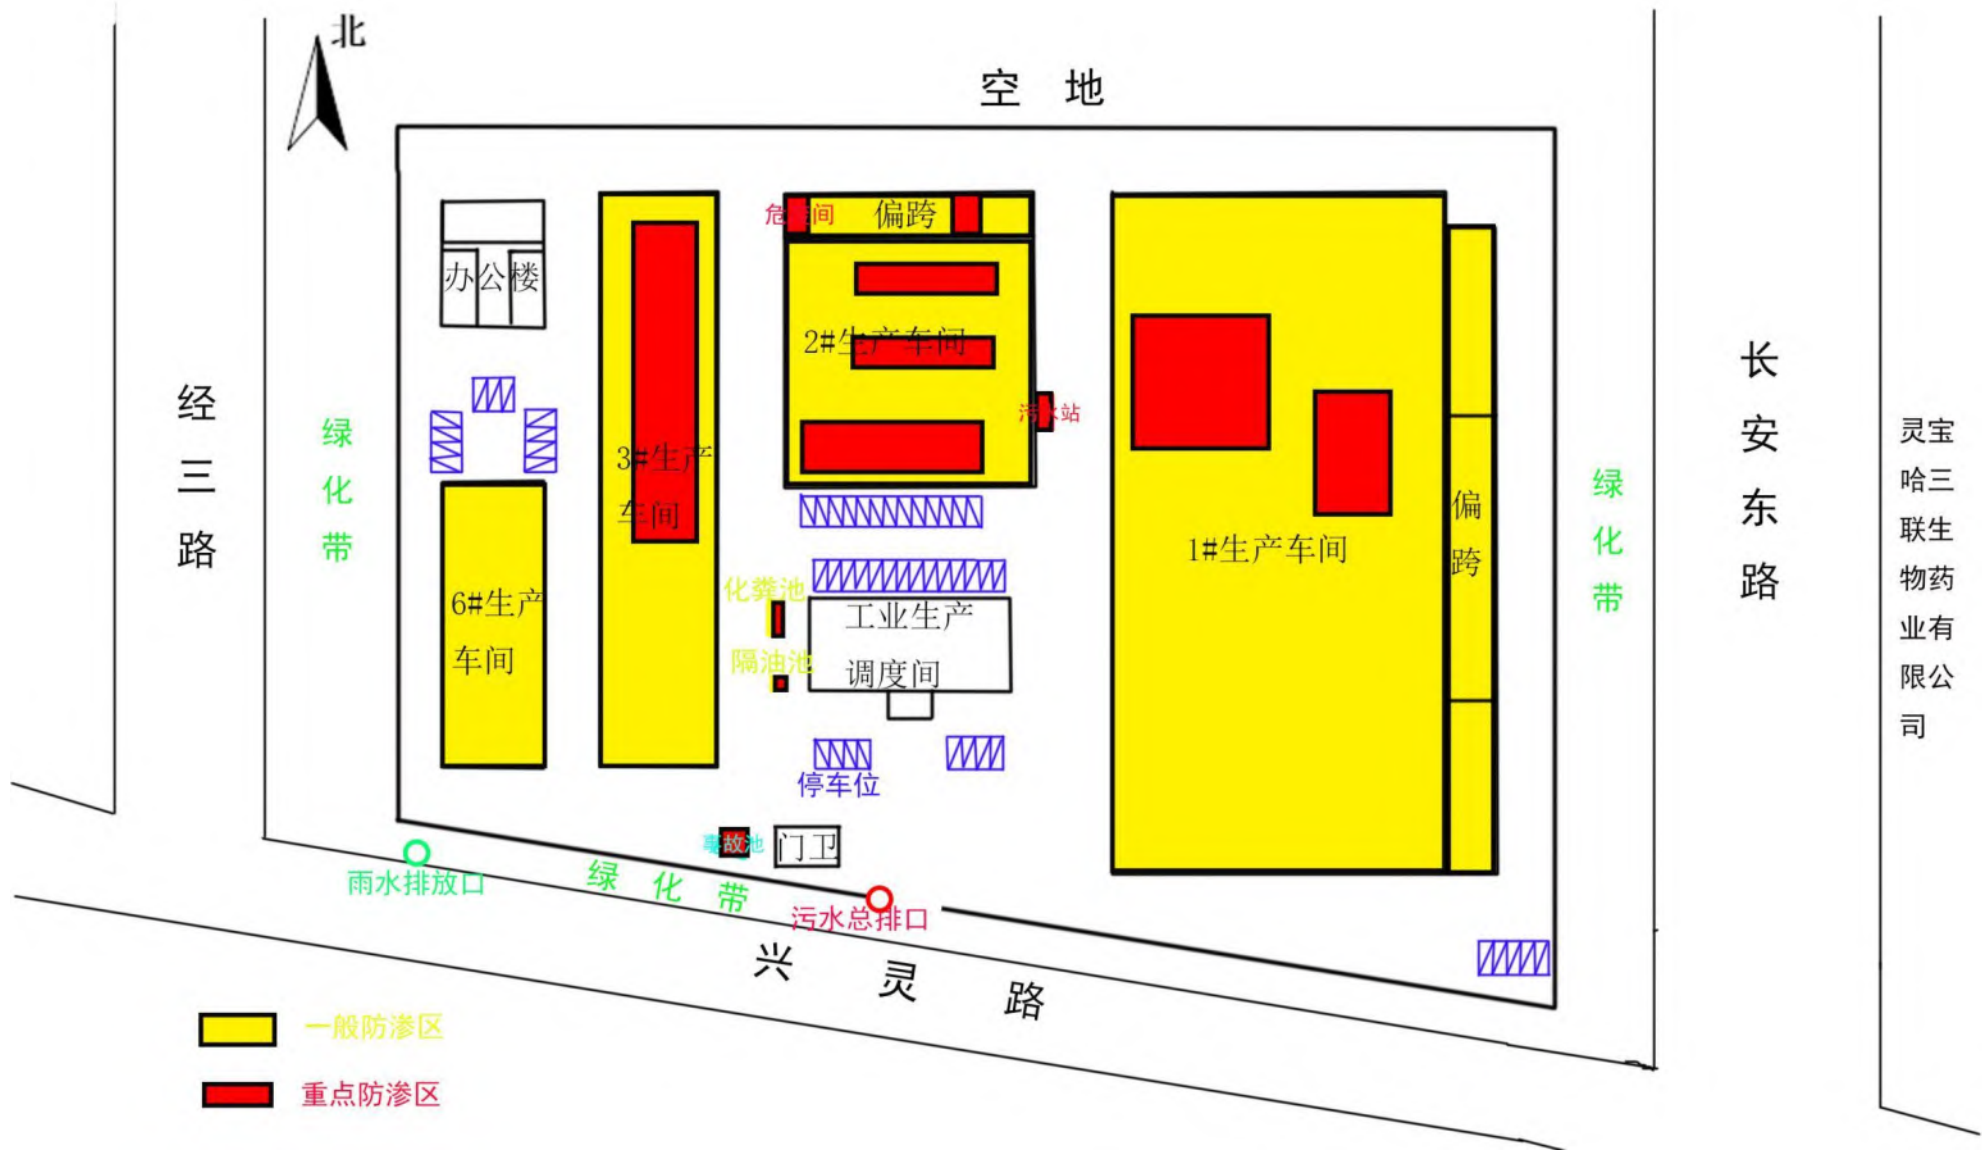 北
空 地
危 间
偏跨
办公楼
2#生产车间
污水站
3#生产
车间
1#生产车间
偏
跨
经
三
路
绿
化
带
绿
化
带
长
安
东
路
灵宝
哈三
联生
物药
业有
限公
司
6#生产
车间
化粪池
隔油池
工业生产
调度间
停车位
事故池
门卫
雨水排放口
绿 化 带
污水总排口
兴 灵 路
一般防渗区
重点防渗区